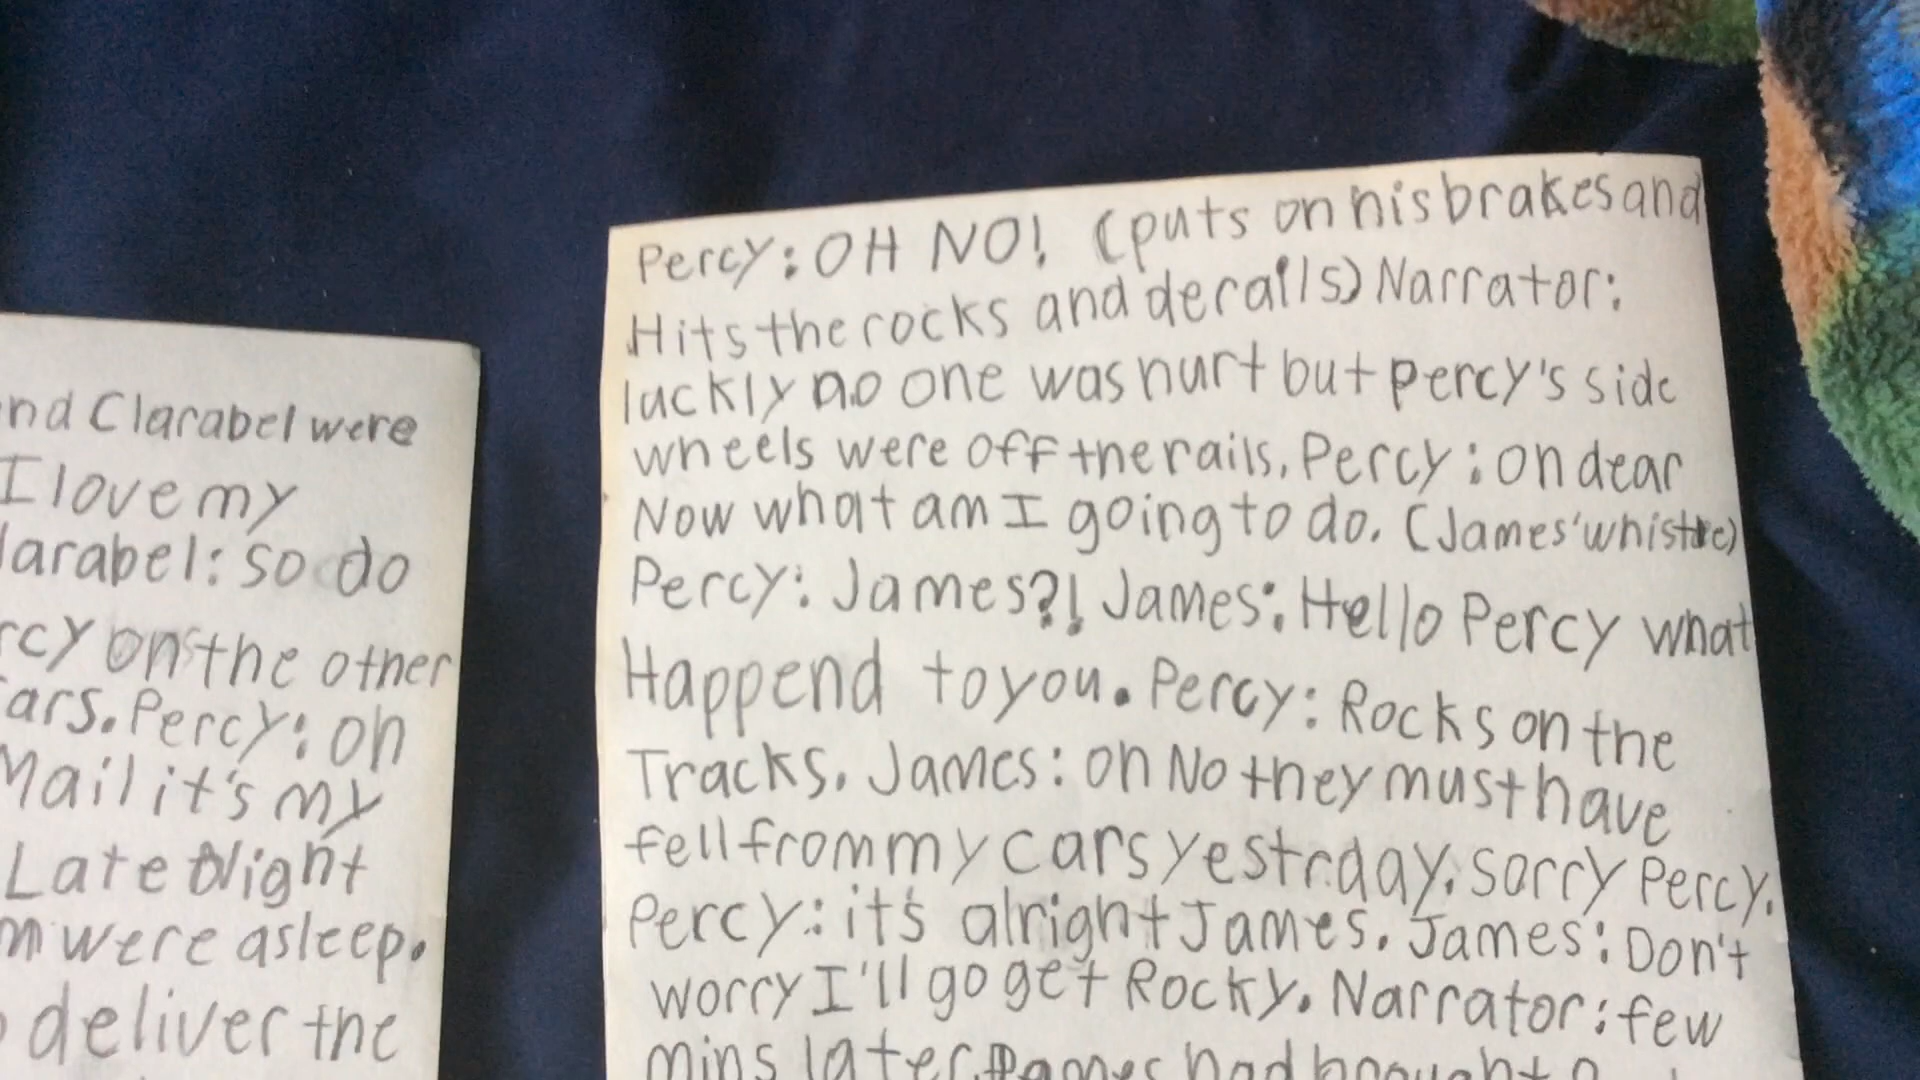 nd Clarabel were
I love my
larabel: so do
rcy on the other
ars. Percy: oh
Mail it's my
Late Night
m were asleep.
deliver the
Percy: OH NO! (puts on his brakes and
Hits the rocks and derails) Narrator:
luckly no one was hurt but percy's side
wheels were off the rails. Percy: oh dear
Now what am I going to do. (James' whistle)
Percy: James?! James: Hello Percy what
Happend to you. Percy: Rocks on the
Tracks. James: oh No they must have
fell from my cars yestrday. sorry Percy.
Percy: it's alright James. James: Don't
worry I'll go get Rocky. Narrator: few
mins later James had brought